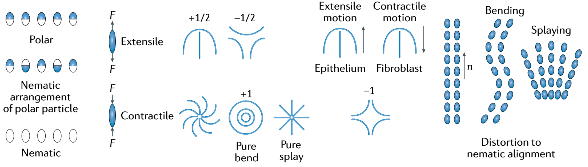 Polar
Nematic
arrangement
of polar particle
Nematic
F
Extensile
F
F
Contractile
F
+1/2
−1/2
+1
Pure
bend
Pure
splay
Extensile
motion
Contractile
motion
Epithelium
Fibroblast
−1
n
Bending
Splaying
Distortion to
nematic alignment